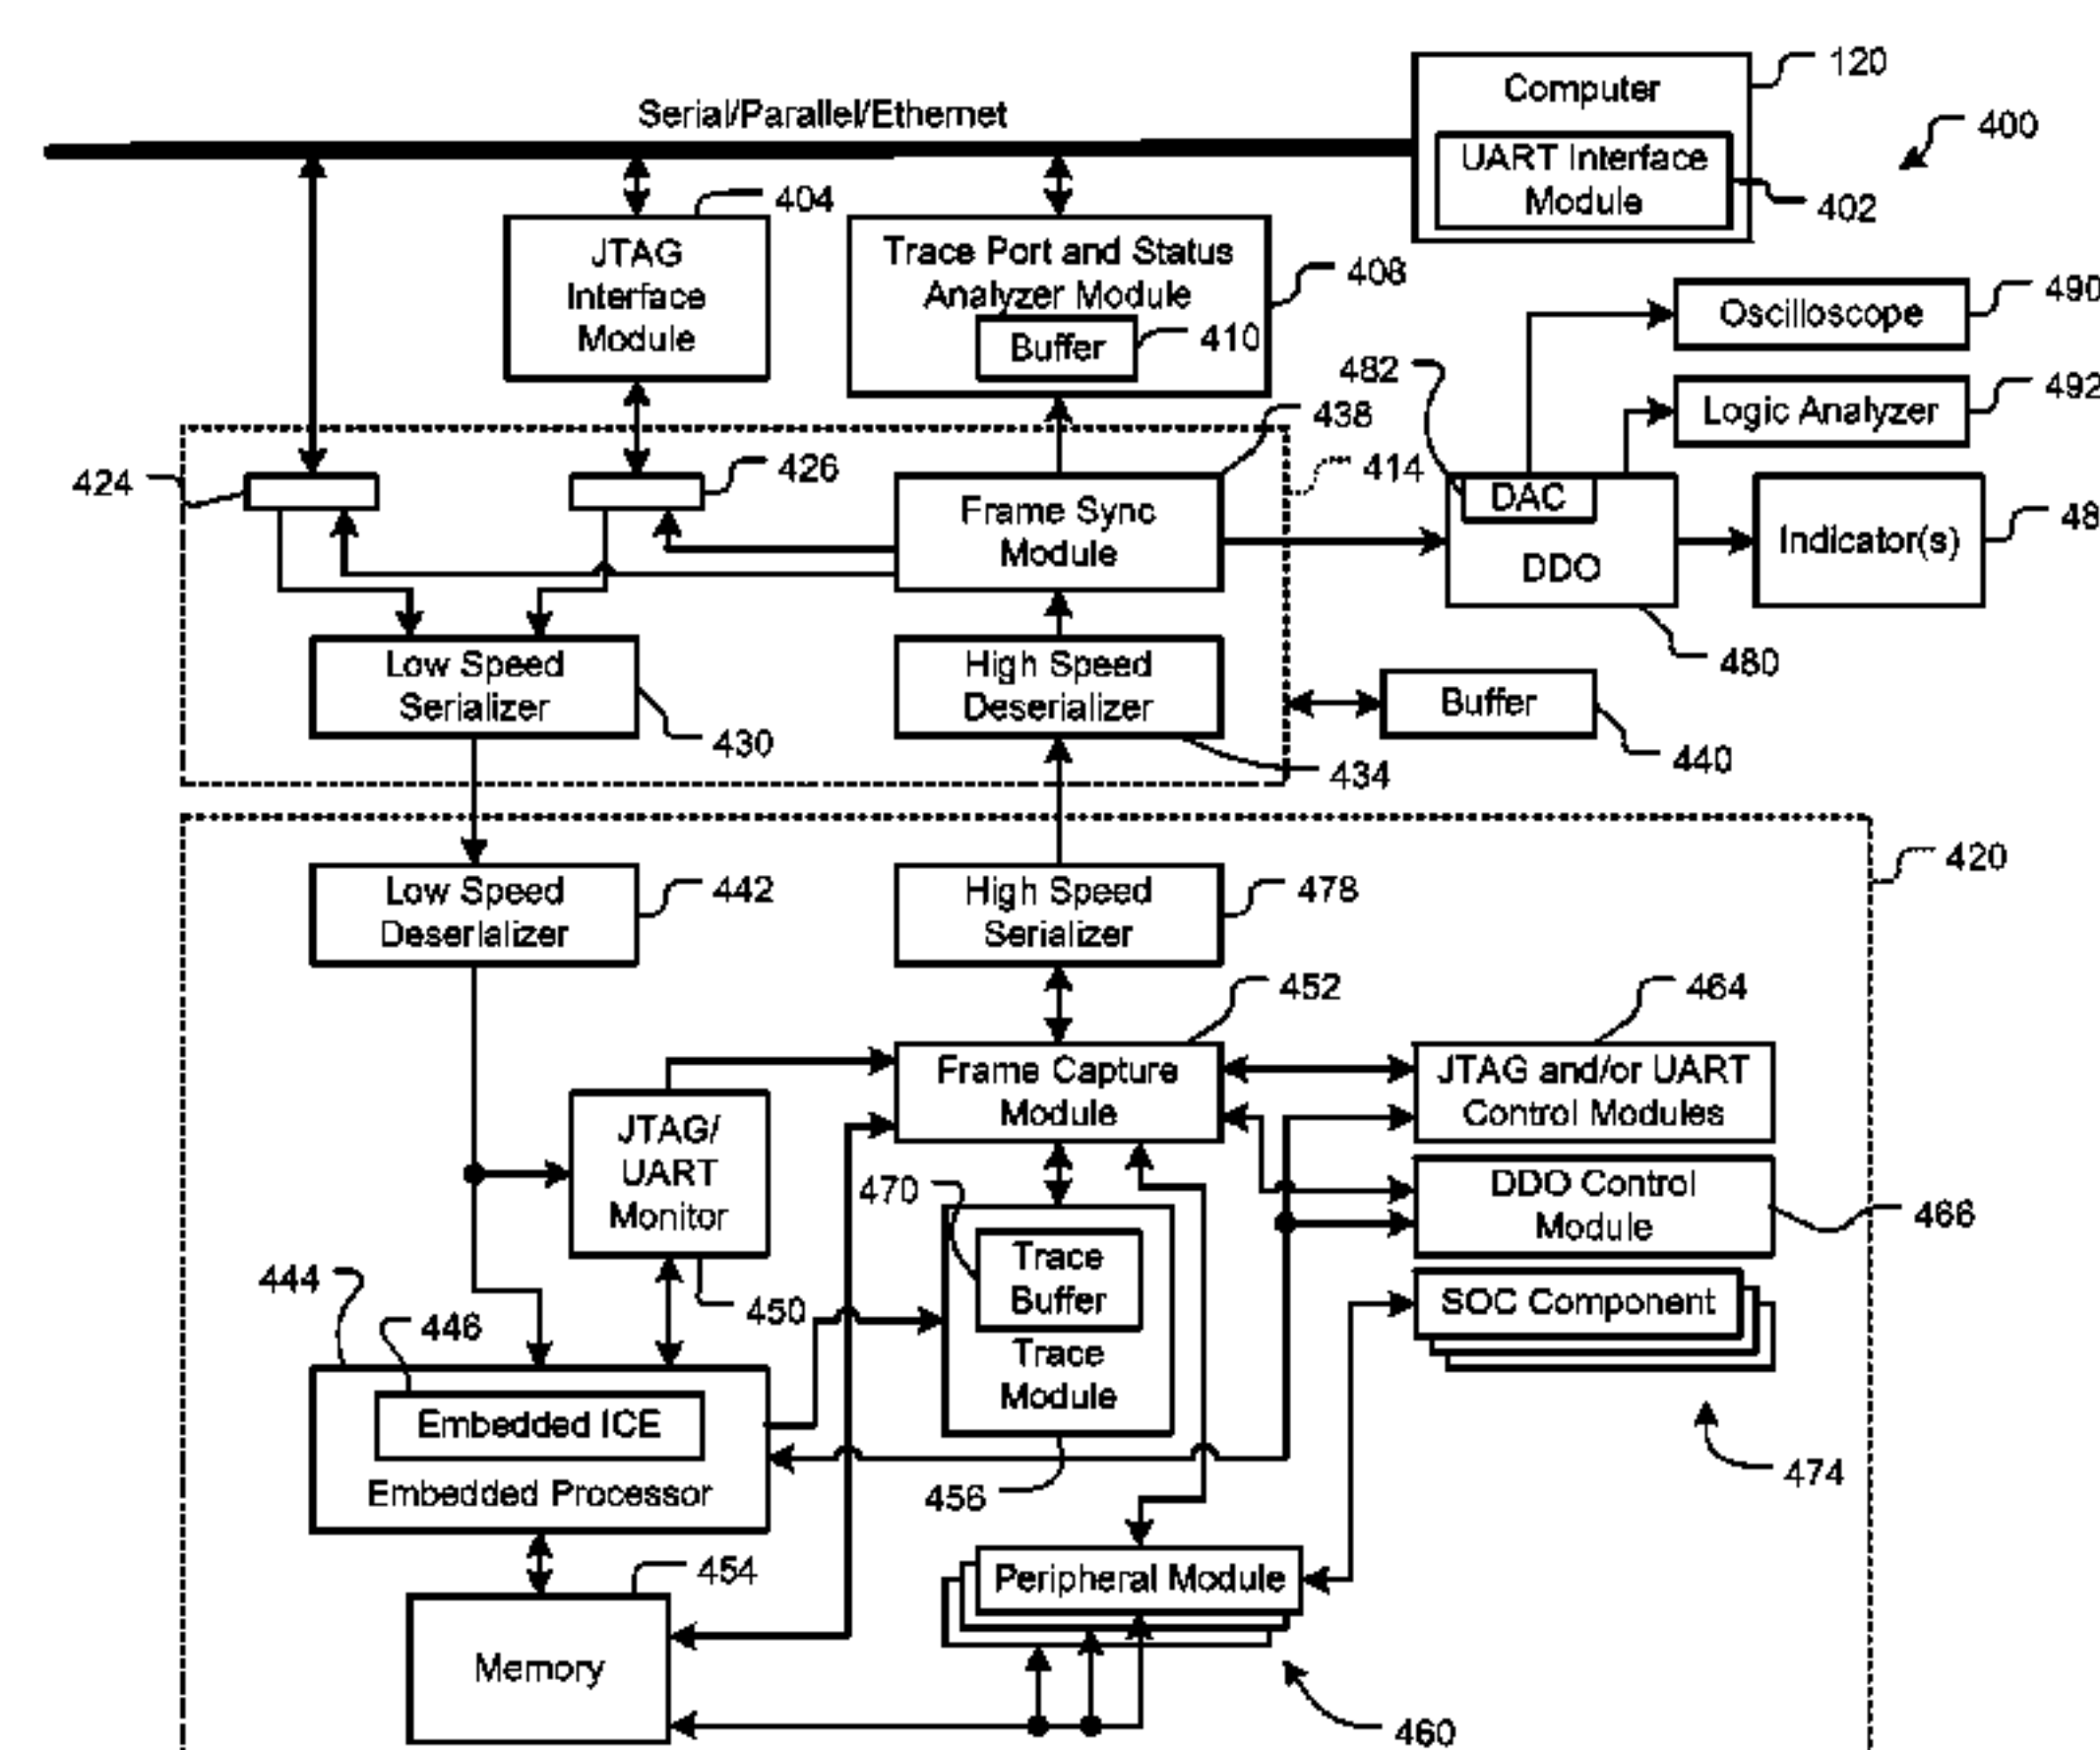 Computer
120
Serial/Parallel/Ethernet
400
UART Interface
Module
402
404
JTAG
Interface
Module
Trace Port and Status
Analyzer Module
408
Buffer
410
Oscilloscope
490
482
Logic Analyzer
492
438
424
426
414
Frame Sync
Module
DAC
DDO
Indicator(s)
48
480
Low Speed
Serializer
430
High Speed
Deserializer
434
Buffer
440
420
Low Speed
Deserializer
442
High Speed
Serializer
478
452
464
Frame Capture
Module
JTAG and/or UART
Control Modules
JTAG/
UART
Monitor
450
470
DDO Control
Module
466
Trace
Buffer
Trace
Module
456
SOC Component
474
444
446
Embedded ICE
Embedded Processor
454
Memory
Peripheral Module
460